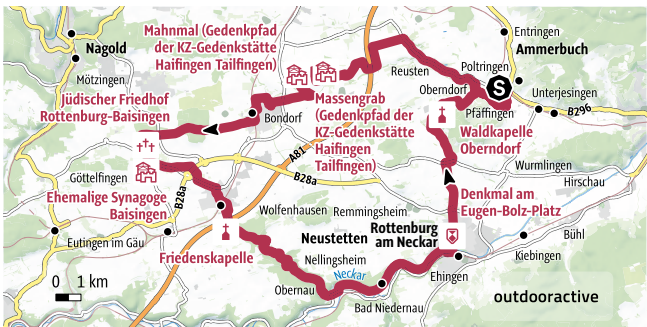 Nagold
Mötzingen
Mahnmal (Gedenkpfad
der KZ-Gedenkstätte
Haifingen Tailfingen)
Entringen
Ammerbuch
Poltringen
Reusten
Oberndorf
S
Unterjesingen
Pfäffingen
B296
Jüdischer Friedhof
Rottenburg-Baisingen
Bondorf
Massengrab
(Gedenkpfad der
KZ-Gedenkstätte
Haifingen
Tailfingen)
Waldkapelle
Oberndorf
A81
B28a
Göttelfingen
Wurmlingen
Hirschau
Ehemalige Synagoge
Baisingen
B28a
Wolfenhausen
Remmingsheim
Denkmal am
Eugen-Bolz-Platz
Eutingen im Gäu
Friedenskapelle
Neustetten
Rottenburg
am Neckar
Bühl
Kiebingen
Nellingsheim
Neckar
Ehingen
Obernau
Bad Niedernau
0 1 km
outdooractive